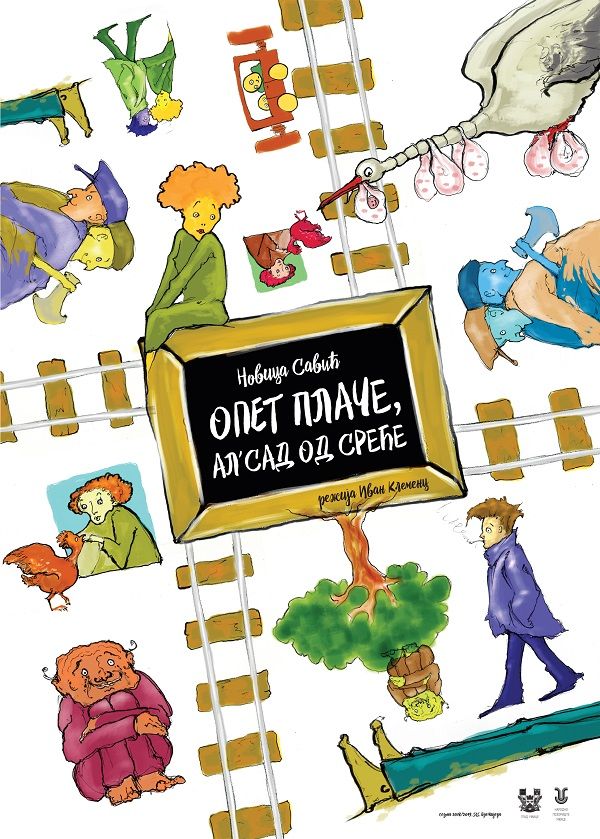 Новица Савић
ОПЕТ ПЛАЧЕ,
АЛ' САД ОД СРЕЋЕ
режија Иван Клеменц